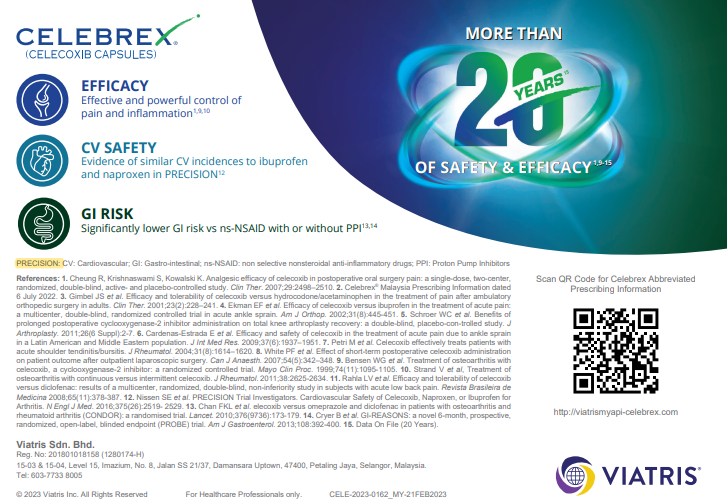 CELEBREX®
(CELECOXIB CAPSULES)
MORE THAN
20 YEARS15
OF SAFETY & EFFICACY1,9-15
EFFICACY
Effective and powerful control of
pain and inflammation1,9,10
CV SAFETY
Evidence of similar CV incidences to ibuprofen
and naproxen in PRECISION12
GI RISK
Significantly lower GI risk vs ns-NSAID with or without PPI13,14
PRECISION: CV: Cardiovascular; GI: Gastro-intestinal; ns-NSAID: non selective nonsteroidal anti-inflammatory drugs; PPI: Proton Pump Inhibitors
References: 1. Cheung R, Krishnaswami S, Kowalski K. Analgesic efficacy of celecoxib in postoperative oral surgery pain: a single-dose, two-center,
randomized, double-blind, active- and placebo-controlled study. Clin Ther. 2007;29:2498–2510. 2. Celebrex® Malaysia Prescribing Information dated
6 July 2022. 3. Gimbel JS et al. Efficacy and tolerability of celecoxib versus hydrocodone/acetaminophen in the treatment of pain after ambulatory
orthopedic surgery in adults. Clin Ther. 2001;23(2):228–241. 4. Ekman EF et al. Efficacy of celecoxib versus ibuprofen in the treatment of acute pain:
a multicenter, double-blind, randomized controlled trial in acute ankle sprain. Am J Orthop. 2002;31(8):445-451. 5. Schroer WC et al. Benefits of
prolonged postoperative cyclooxygenase-2 inhibitor administration on total knee arthroplasty recovery: a double-blind, placebo-con-trolled study. J
Arthroplasty. 2011;26(6 Suppl):2-7. 6. Cardenas-Estrada E et al. Efficacy and safety of celecoxib in the treatment of acute pain due to ankle sprain
in a Latin American and Middle Eastern population. J Int Med Res. 2009;37(6):1937–1951. 7. Petri M et al. Celecoxib effectively treats patients with
acute shoulder tendinitis/bursitis. J Rheumatol. 2004;31(8):1614–1620. 8. White PF et al. Effect of short-term postoperative celecoxib administration
on patient outcome after outpatient laparoscopic surgery. Can J Anaesth. 2007;54(5):342–348. 9. Bensen WG et al. Treatment of osteoarthritis with
celecoxib, a cyclooxygenase-2 inhibitor: a randomized controlled trial. Mayo Clin Proc. 1999;74(11):1095-1105. 10. Strand V et al, Treatment of
osteoarthritis with continuous versus intermittent celecoxib. J Rheumatol. 2011;38:2625-2634. 11. Rahla LV et al. Efficacy and tolerability of celecoxib
versus diclofenac: results of a multicenter, randomized, double-blind, non-inferiority study in subjects with acute low back pain. Revista Brasileira de
Medicina 2008;65(11):378-387. 12. Nissen SE et al. PRECISION Trial Investigators. Cardiovascular Safety of Celecoxib, Naproxen, or Ibuprofen for
Arthritis. N Engl J Med. 2016;375(26):2519- 2529. 13. Chan FKL et al. elecoxib versus omeprazole and diclofenac in patients with osteoarthritis and
rheumatoid arthritis (CONDOR): a randomised trial. Lancet. 2010;376(9736):173-179. 14. Cryer B et al. GI-REASONS: a novel 6-month, prospective,
randomized, open-label, blinded endpoint (PROBE) trial. Am J Gastroenterol. 2013;108:392-400. 15. Data On File (20 Years).
Scan QR Code for Celebrex Abbreviated
Prescribing Information
http://viatrismyapi-celebrex.com
Viatris Sdn. Bhd.
Reg. No: 201801018158 (1280174-H)
15-03 & 15-04, Level 15, Imazium, No. 8, Jalan SS 21/37, Damansara Uptown, 47400, Petaling Jaya, Selangor, Malaysia.
Tel: 603-7733 8005
© 2023 Viatris Inc. All Rights Reserved For Healthcare Professionals only. CELE-2023-0162_MY-21FEB2023
VIATRIS™